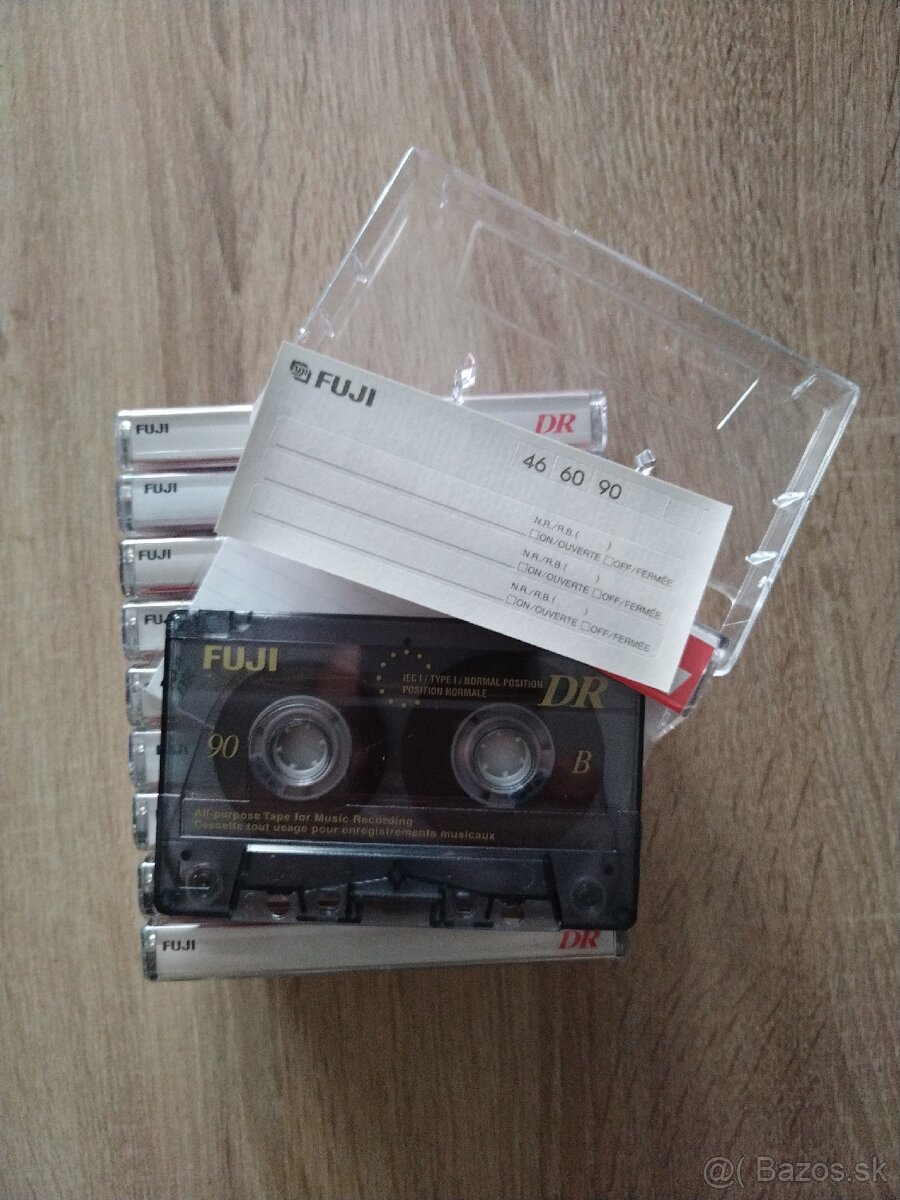 FUJI
46 60 90
N.R./R.B.( )
☐ON/OUVERTE ☐OFF/FERMÉE
N.R./R.B.( )
☐ON/OUVERTE ☐OFF/FERMÉE
N.R./R.B.( )
☐ON/OUVERTE ☐OFF/FERMÉE
FUJI DR
FUJI
FUJI
FUJI
FUJI
IEC I / TYPE I / NORMAL POSITION
POSITION NORMALE
DR
90
B
All-purpose Tape for Music Recording
Cassette tout usage pour enregistrements musicaux
FUJI DR
@( Bazos.sk